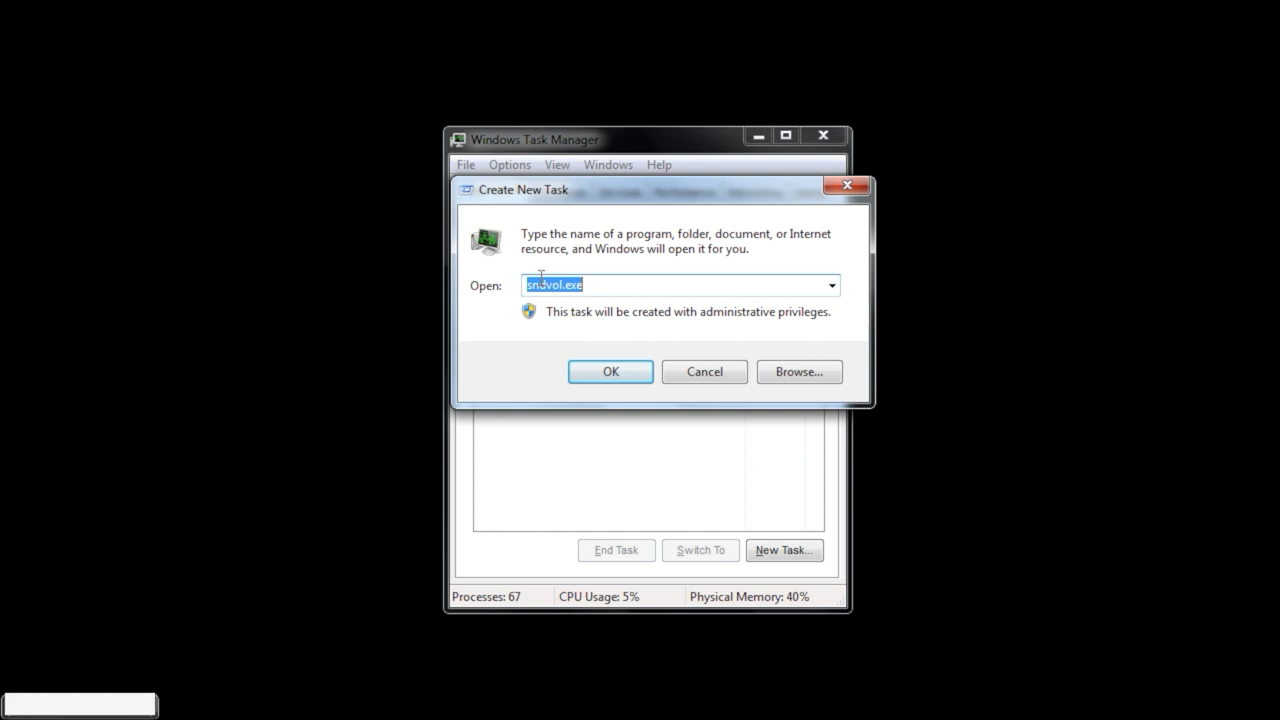 Windows Task Manager
File Options View Windows Help
Create New Task
Type the name of a program, folder, document, or Internet
resource, and Windows will open it for you.
Open: sndvol.exe
This task will be created with administrative privileges.
OK Cancel Browse...
End Task Switch To New Task...
Processes: 67 CPU Usage: 5% Physical Memory: 40%